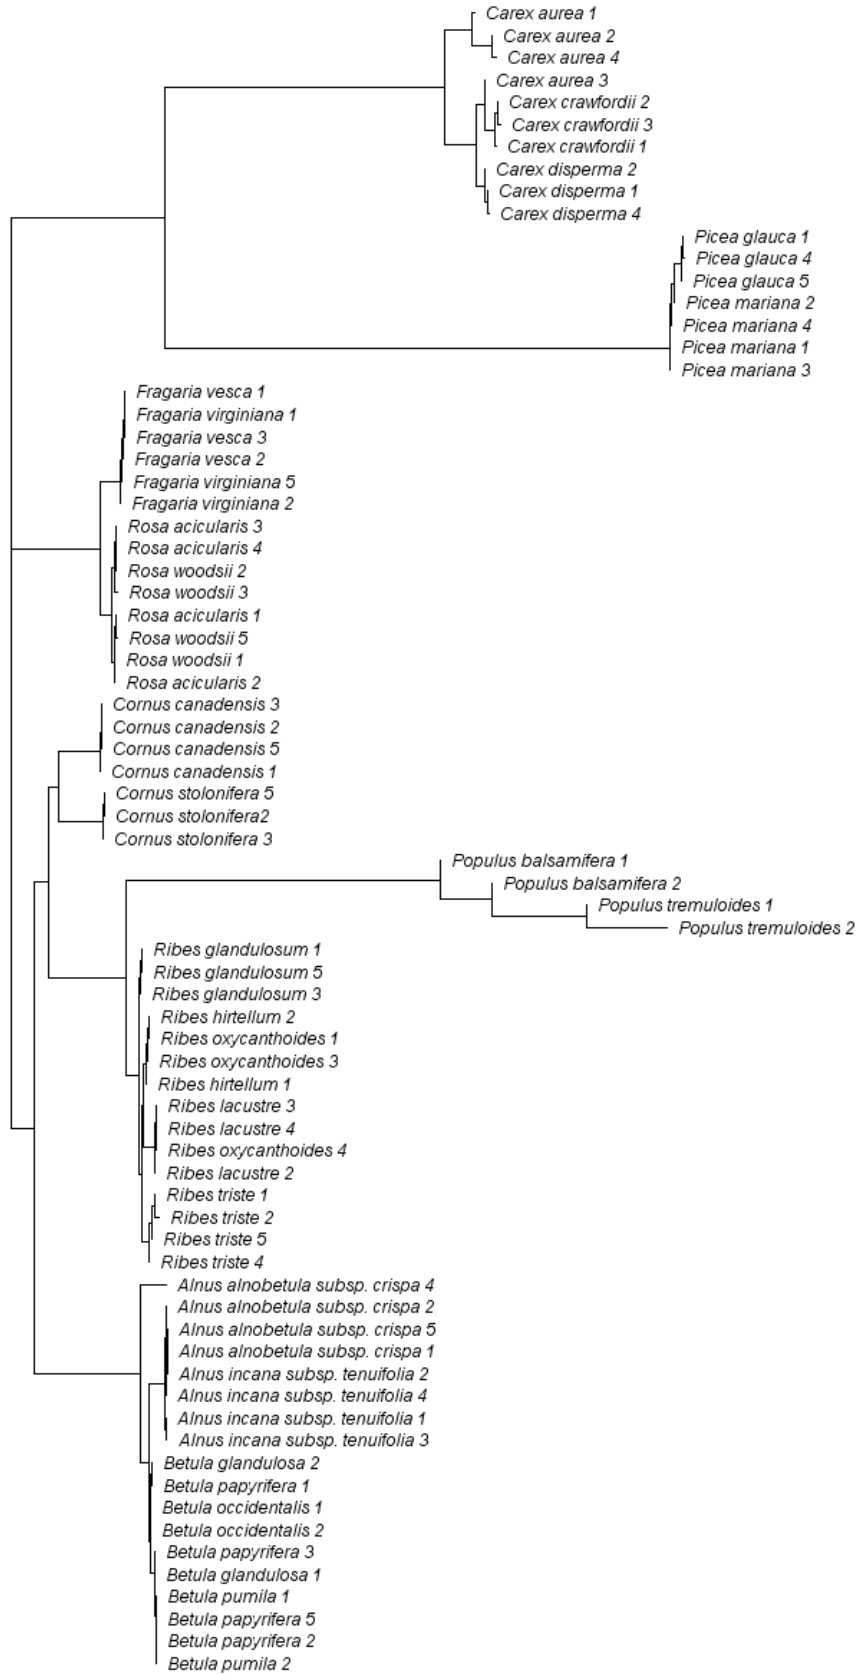 Carex aurea 1
Carex aurea 2
Carex aurea 4
Carex aurea 3
Carex crawfordii 2
Carex crawfordii 3
Carex crawfordii 1
Carex disperma 2
Carex disperma 1
Carex disperma 4
Picea glauca 1
Picea glauca 4
Picea glauca 5
Picea mariana 2
Picea mariana 4
Picea mariana 1
Picea mariana 3
Fragaria vesca 1
Fragaria virginiana 1
Fragaria vesca 3
Fragaria vesca 2
Fragaria virginiana 5
Fragaria virginiana 2
Rosa acicularis 3
Rosa acicularis 4
Rosa woodsii 2
Rosa woodsii 3
Rosa acicularis 1
Rosa woodsii 5
Rosa woodsii 1
Rosa acicularis 2
Cornus canadensis 3
Cornus canadensis 2
Cornus canadensis 5
Cornus canadensis 1
Cornus stolonifera 5
Cornus stolonifera2
Cornus stolonifera 3
Populus balsamifera 1
Populus balsamifera 2
Populus tremuloides 1
Populus tremuloides 2
Ribes glandulosum 1
Ribes glandulosum 5
Ribes glandulosum 3
Ribes hirtellum 2
Ribes oxycanthoides 1
Ribes oxycanthoides 3
Ribes hirtellum 1
Ribes lacustre 3
Ribes lacustre 4
Ribes oxycanthoides 4
Ribes lacustre 2
Ribes triste 1
Ribes triste 2
Ribes triste 5
Ribes triste 4
Alnus alnobetula subsp. crispa 4
Alnus alnobetula subsp. crispa 2
Alnus alnobetula subsp. crispa 5
Alnus alnobetula subsp. crispa 1
Alnus incana subsp. tenuifolia 2
Alnus incana subsp. tenuifolia 4
Alnus incana subsp. tenuifolia 1
Alnus incana subsp. tenuifolia 3
Betula glandulosa 2
Betula papyrifera 1
Betula occidentalis 1
Betula occidentalis 2
Betula papyrifera 3
Betula glandulosa 1
Betula pumila 1
Betula papyrifera 5
Betula papyrifera 2
Betula pumila 2